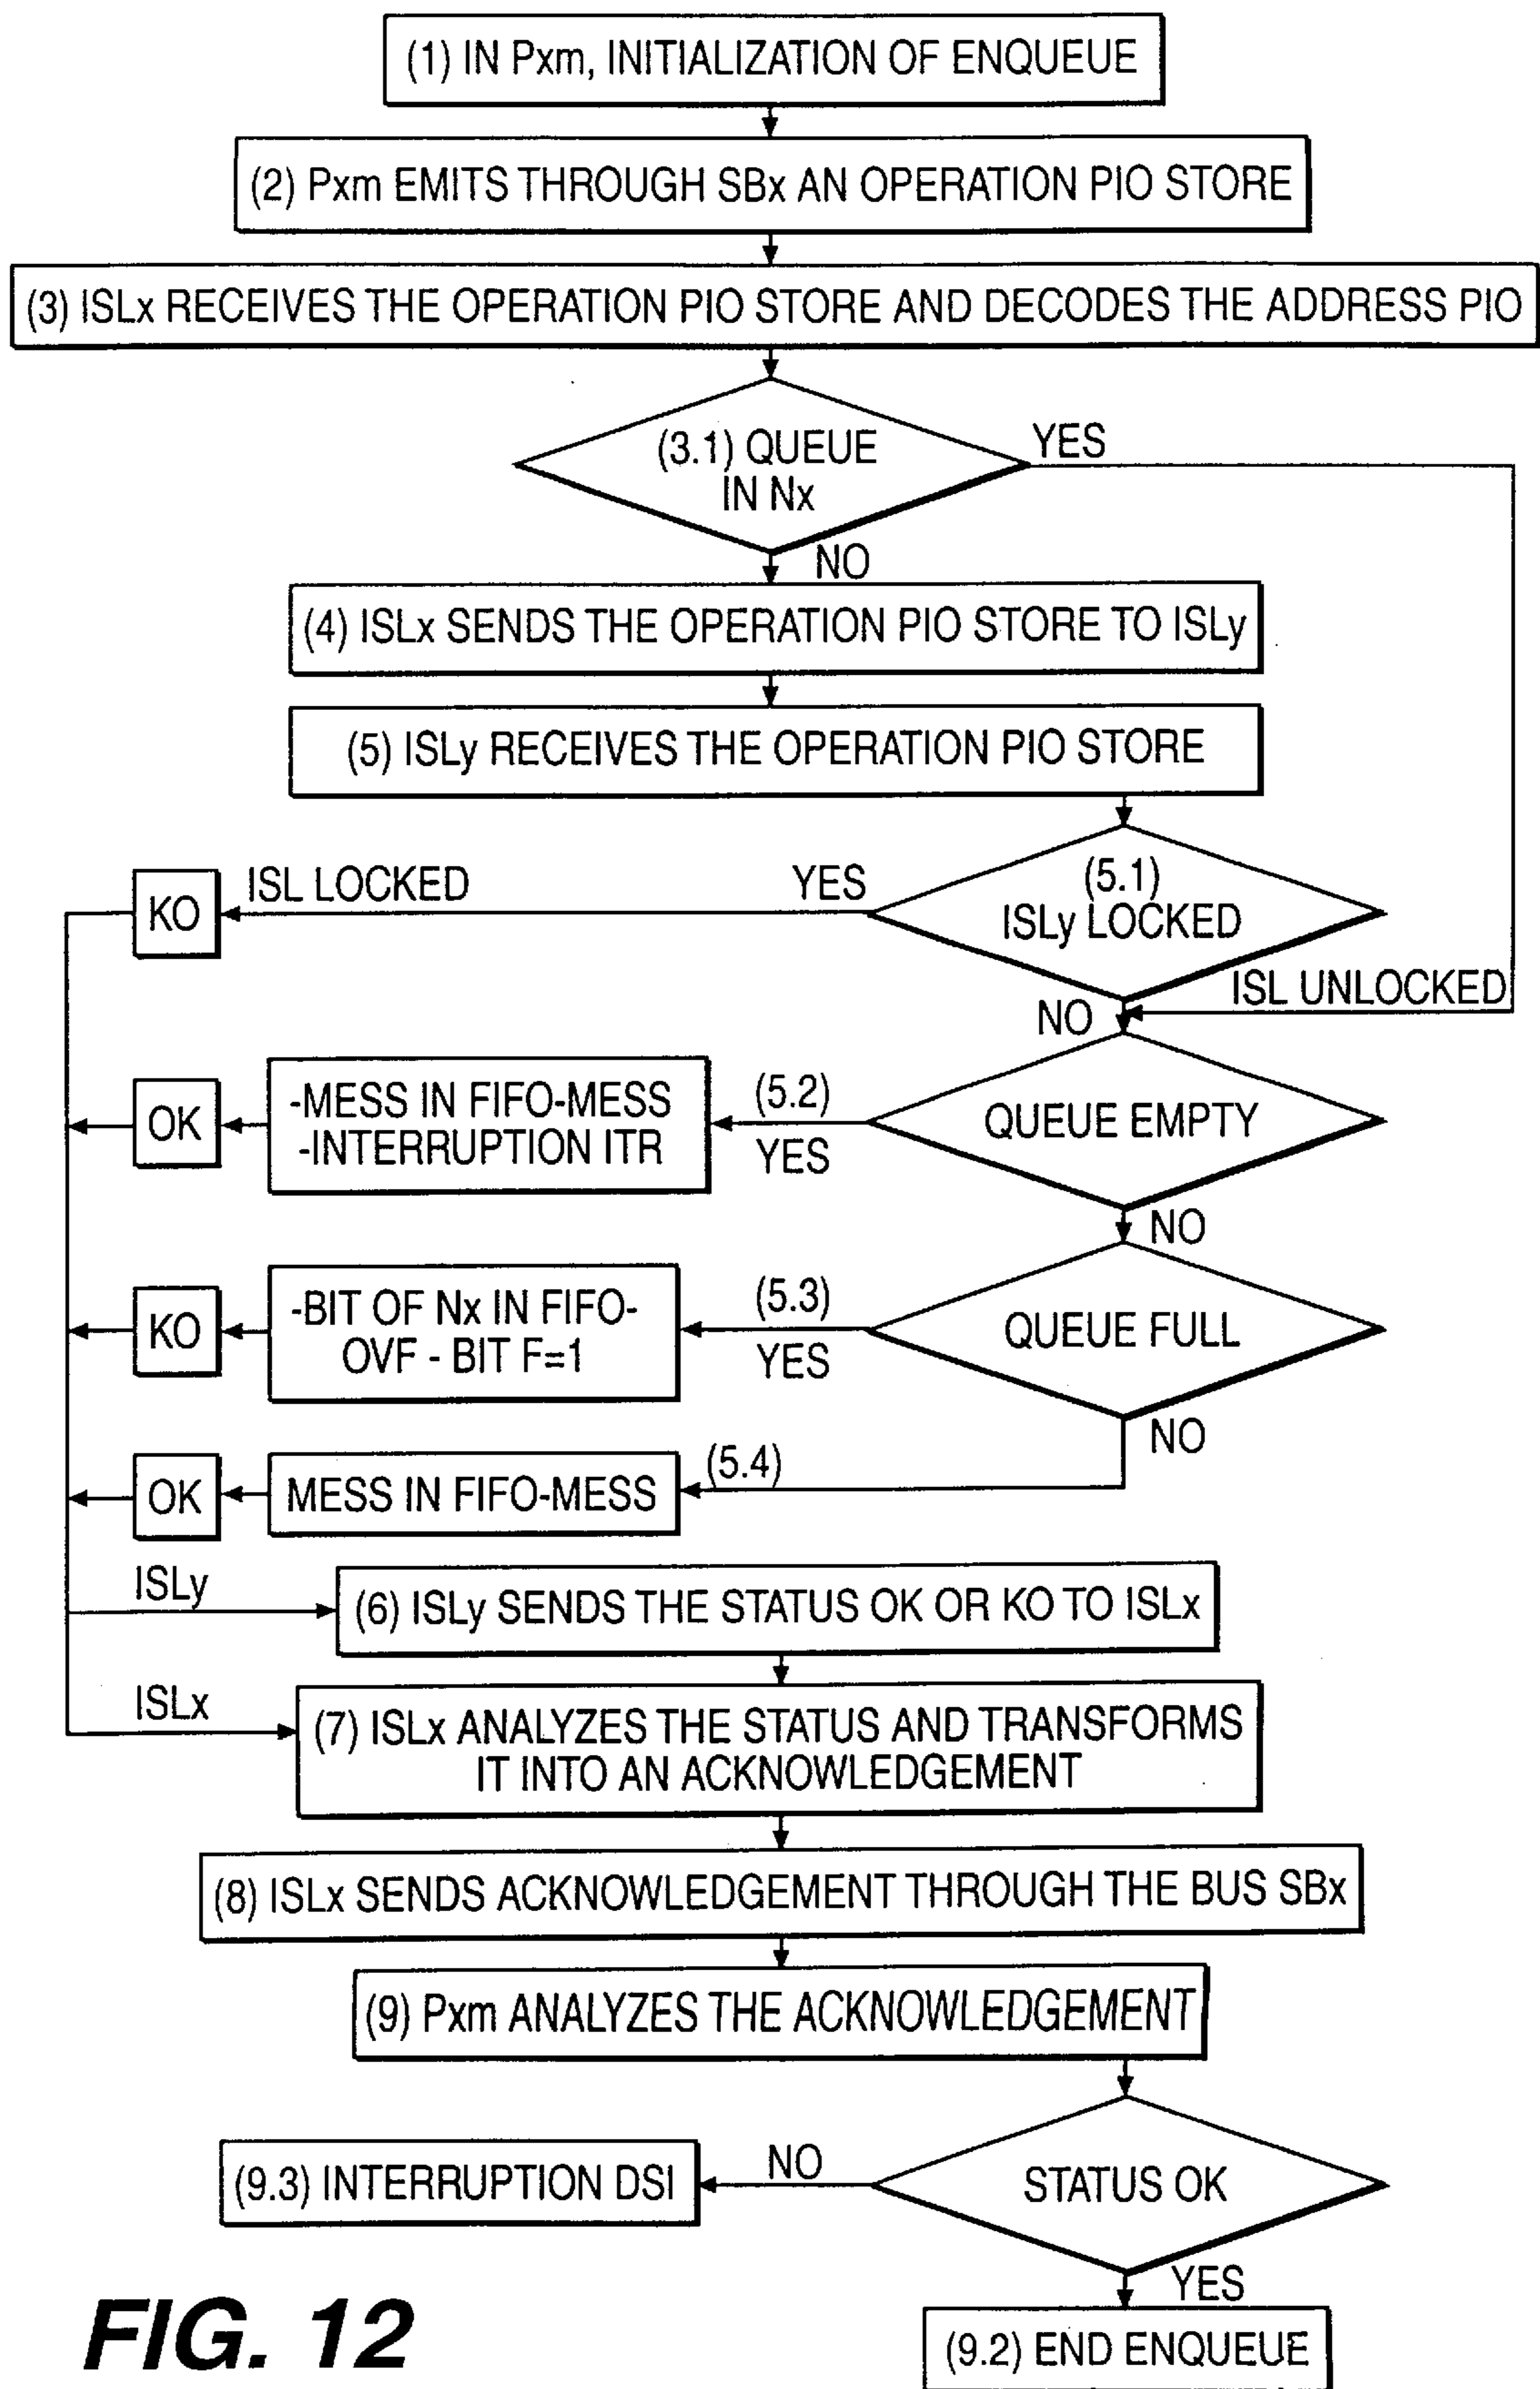 (1) IN Pxm, INITIALIZATION OF ENQUEUE
(2) Pxm EMITS THROUGH SBx AN OPERATION PIO STORE
(3) ISLx RECEIVES THE OPERATION PIO STORE AND DECODES THE ADDRESS PIO
(3.1) QUEUE
IN Nx
YES
NO
(4) ISLx SENDS THE OPERATION PIO STORE TO ISLy
(5) ISLy RECEIVES THE OPERATION PIO STORE
(5.1)
ISLy LOCKED
YES
ISL LOCKED
KO
ISL UNLOCKED
NO
QUEUE EMPTY
(5.2)
YES
-MESS IN FIFO-MESS
-INTERRUPTION ITR
OK
NO
QUEUE FULL
(5.3)
YES
-BIT OF Nx IN FIFO-
OVF - BIT F=1
KO
NO
(5.4)
MESS IN FIFO-MESS
OK
ISLy
(6) ISLy SENDS THE STATUS OK OR KO TO ISLx
ISLx
(7) ISLx ANALYZES THE STATUS AND TRANSFORMS
IT INTO AN ACKNOWLEDGEMENT
(8) ISLx SENDS ACKNOWLEDGEMENT THROUGH THE BUS SBx
(9) Pxm ANALYZES THE ACKNOWLEDGEMENT
STATUS OK
NO
(9.3) INTERRUPTION DSI
YES
(9.2) END ENQUEUE
FIG. 12